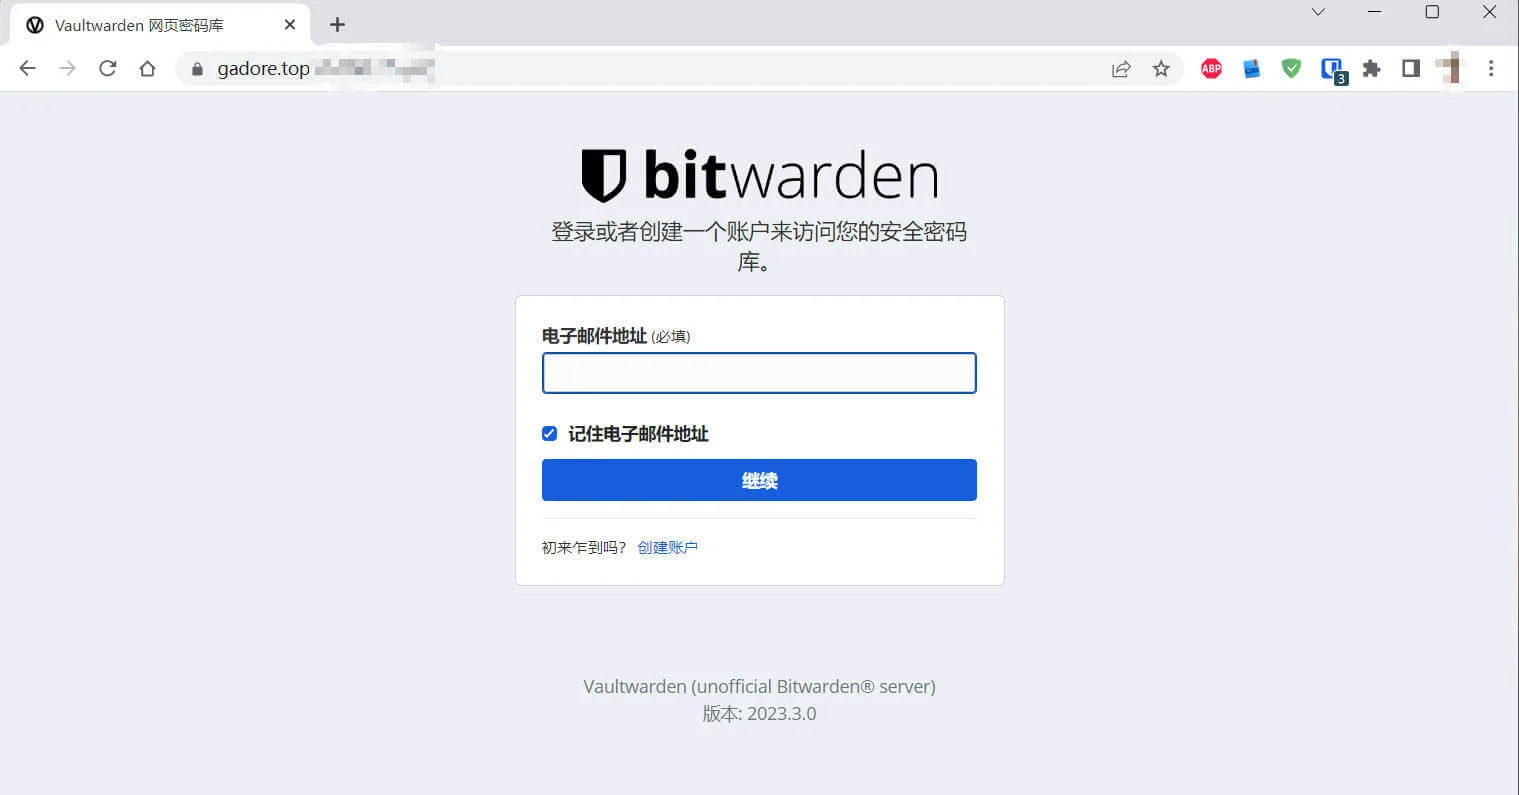 Vaultwarden 网页密码库
gadore.top
ABP
3
bitwarden
登录或者创建一个账户来访问您的安全密码
库。
电子邮件地址 (必填)
记住电子邮件地址
继续
初来乍到吗? 创建账户
Vaultwarden (unofficial Bitwarden® server)
版本: 2023.3.0